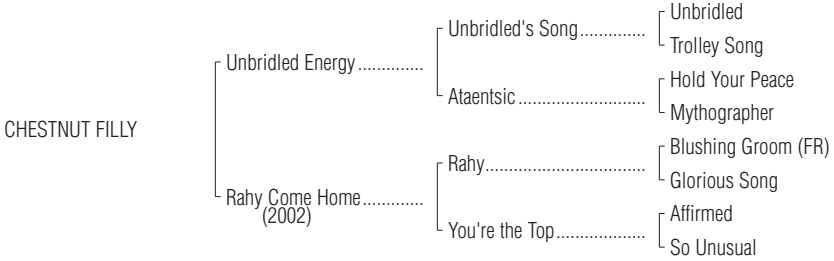 Unbridled
Unbridled's Song..............
Trolley Song
Unbridled Energy ..............
Hold Your Peace
Ataentsic ...........................
Mythographer
CHESTNUT FILLY
Blushing Groom (FR)
Rahy..................................
Glorious Song
Rahy Come Home.............
(2002)
Affirmed
You're the Top...................
So Unusual